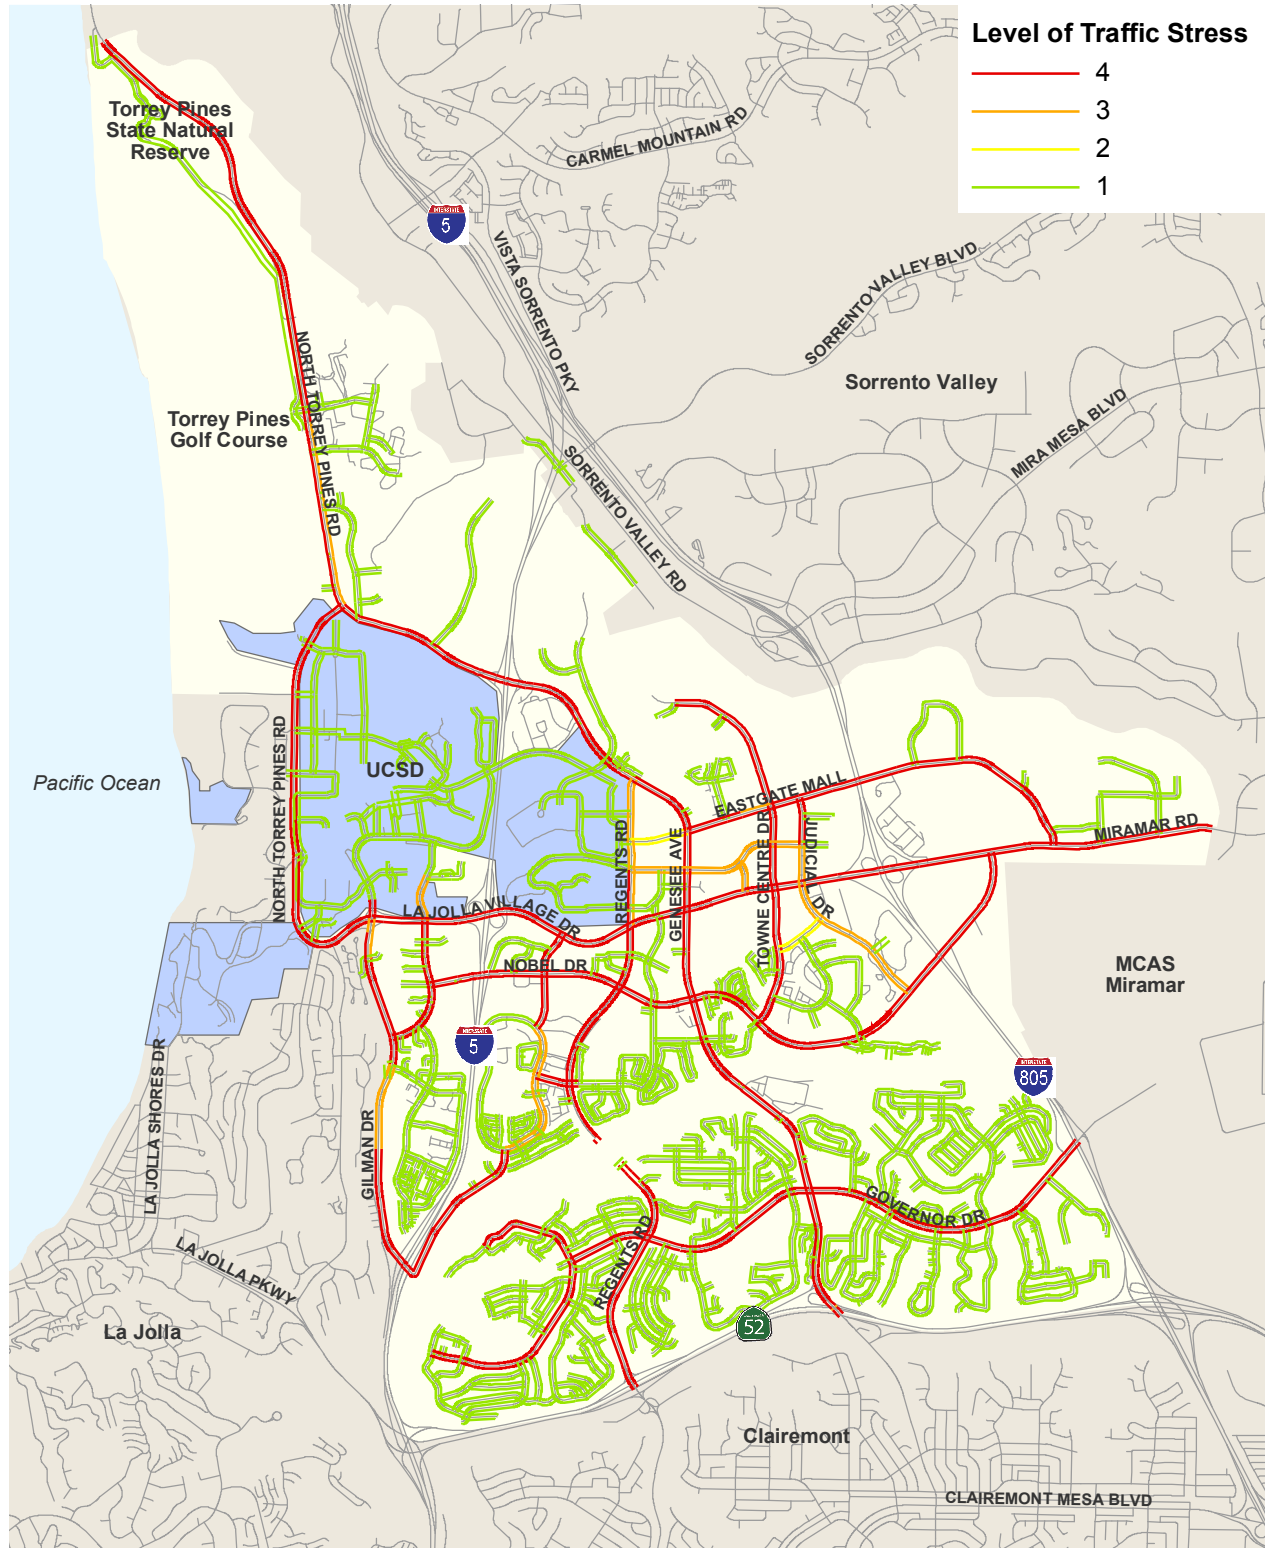 Level of Traffic Stress
4
3
2
1
Torrey Pines
State Natural
Reserve
CARMEL MOUNTAIN RD
INTERSTATE
5
VISTA SORRENTO PKY
SORRENTO VALLEY BLVD
NORTH TORREY PINES RD
Sorrento Valley
Torrey Pines
Golf Course
MIRA MESA BLVD
SORRENTO VALLEY RD
NORTH TORREY PINES RD
Pacific Ocean
UCSD
EASTGATE MALL
MIRAMAR RD
REGENTS RD
GENESEE AVE
TOWNE CENTRE DR
JUDICIAL DR
LA JOLLA VILLAGE DR
NOBEL DR
MCAS
Miramar
INTERSTATE
5
INTERSTATE
805
LA JOLLA SHORES DR
GILMAN DR
GOVERNOR DR
REGENTS RD
LA JOLLA PKWY
La Jolla
52
Clairemont
CLAIREMONT MESA BLVD